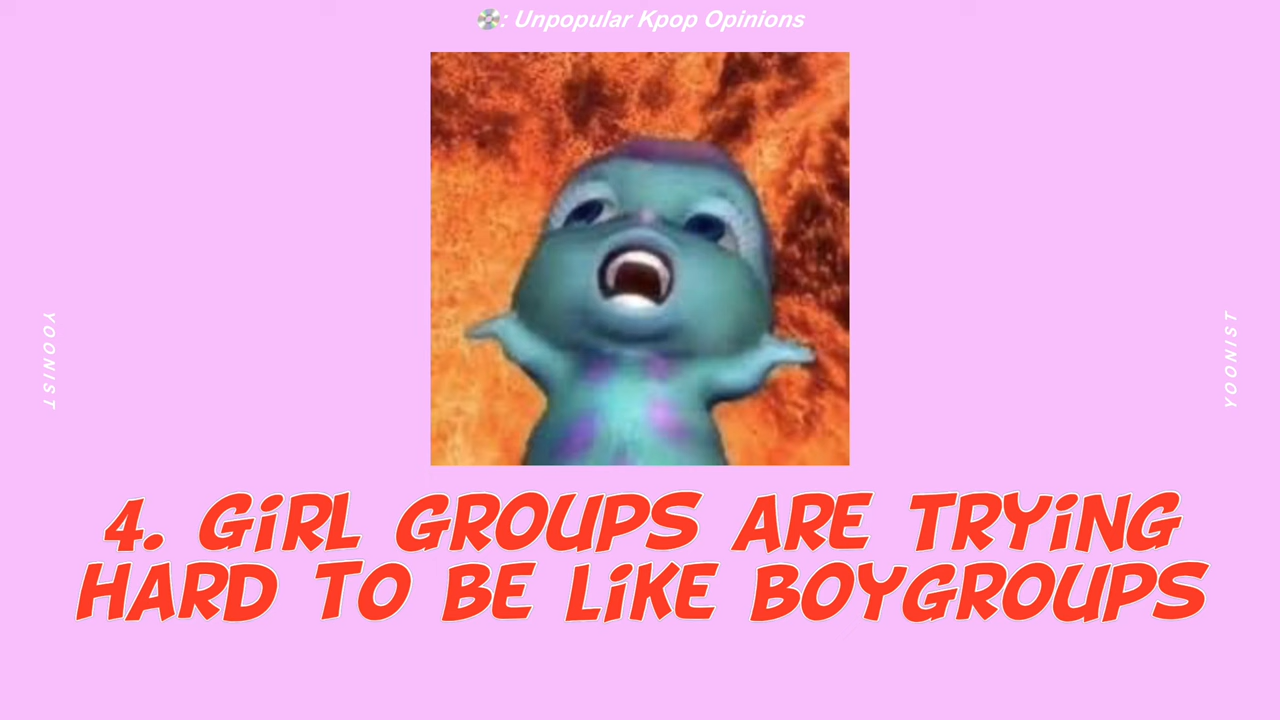 💿: Unpopular Kpop Opinions
YOONIST
YOONIST
4. GiRL GROUPS ARE TRYiNG
HARD TO BE LiKE BOYGROUPS